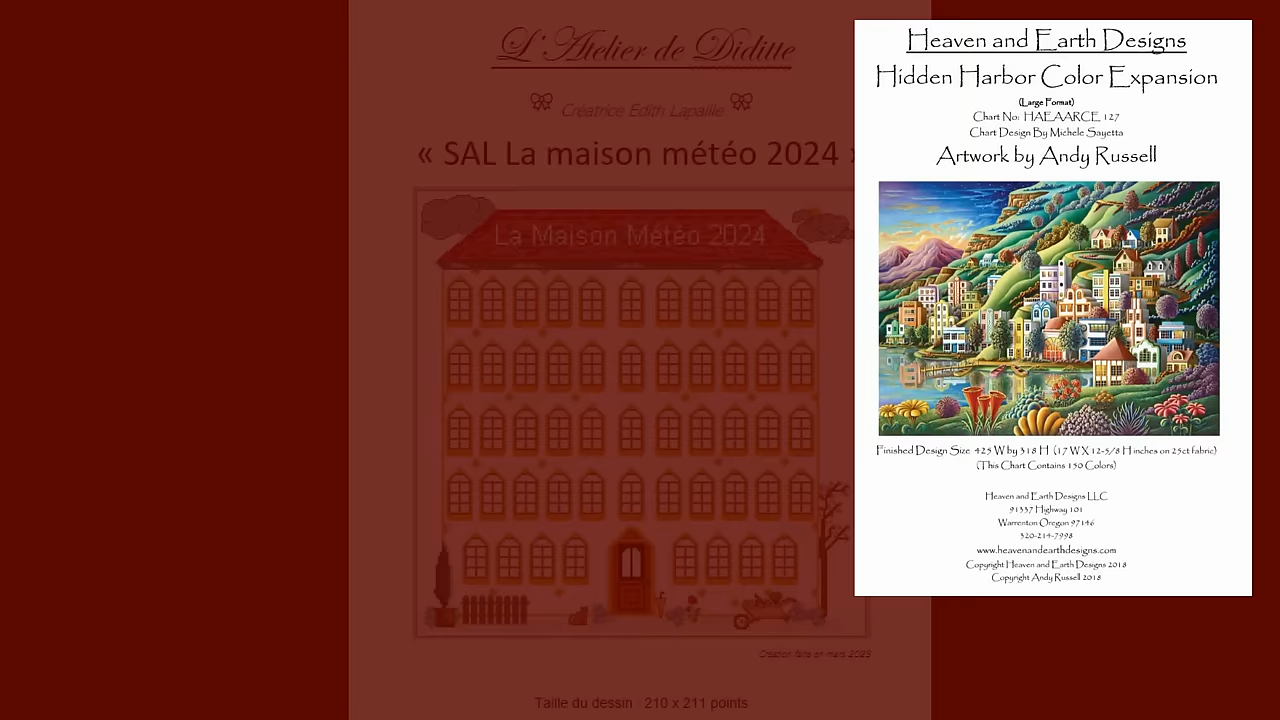 L'Atelier de Diditte
Créatrice Edith Lapaille
« SAL La maison météo 2024 »
La Maison Météo 2024
Création faite en mars 2023
Taille du dessin : 210 x 211 points
Heaven and Earth Designs
Hidden Harbor Color Expansion
(Large Format)
Chart No: HAEAARCE 127
Chart Design By Michele Sayetta
Artwork by Andy Russell
Finished Design Size 425 W by 318 H (17 W X 12-5/8 H inches on 25ct fabric)
(This Chart Contains 150 Colors)
Heaven and Earth Designs LLC
91337 Highway 101
Warrenton Oregon 97146
320-214-7998
www.heavenandearthdesigns.com
Copyright Heaven and Earth Designs 2018
Copyright Andy Russell 2018